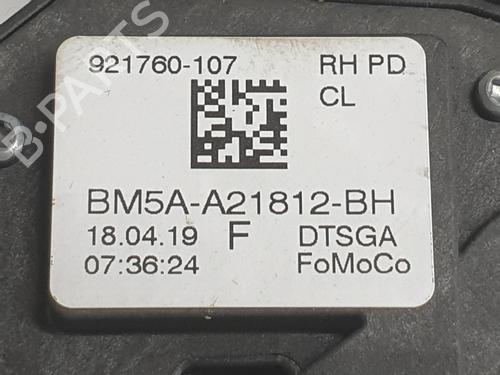 921760-107 RH PD
CL
BM5A-A21812-BH
18.04.19 F DTSGA
07:36:24 FoMoCo
B-PARTS